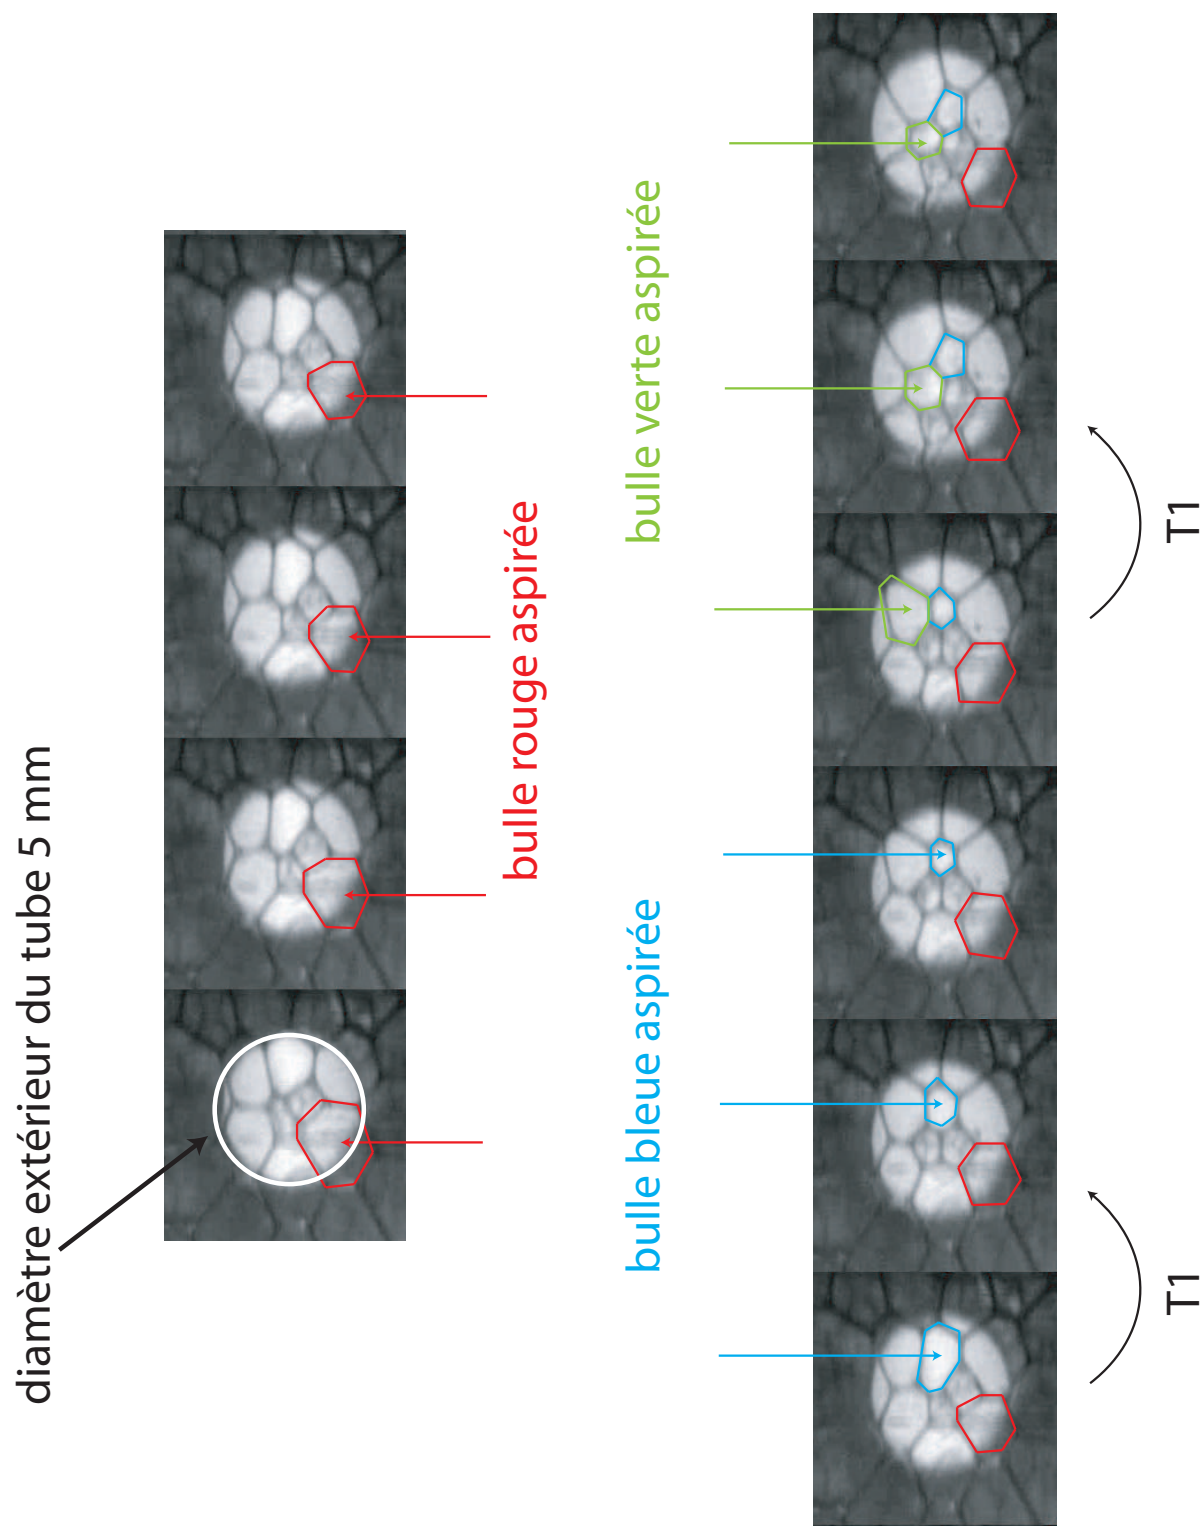 diamètre extérieur du tube 5 mm
bulle rouge aspirée
bulle bleue aspirée
bulle verte aspirée
T1
T1